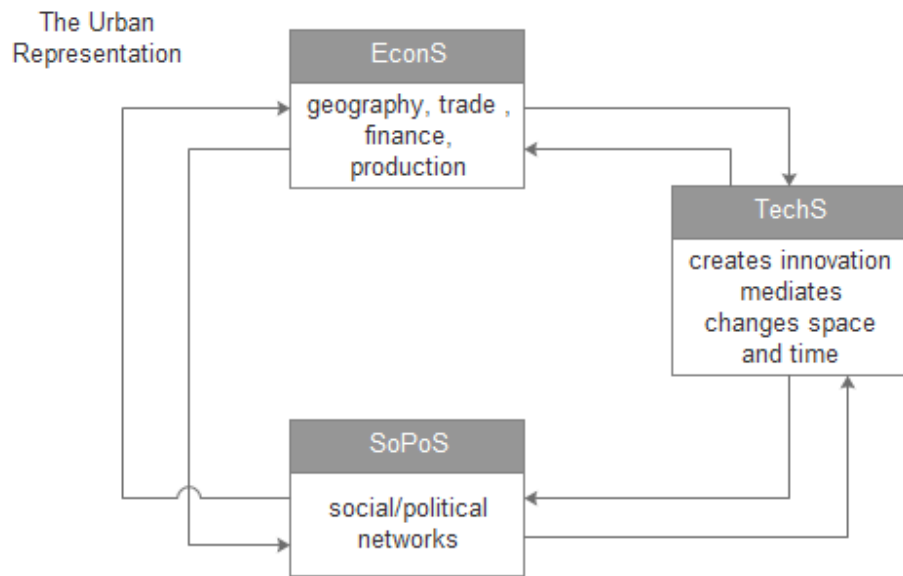 The Urban
Representation
EconS
geography, trade ,
finance,
production
TechS
creates innovation
mediates
changes space
and time
SoPoS
social/political
networks